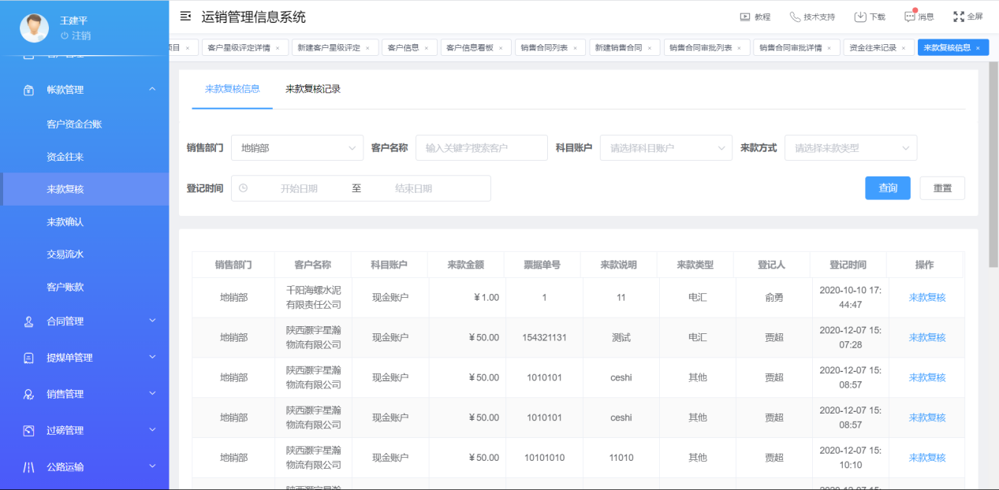 王建平
注销
运销管理信息系统
教程 技术支持 下载 消息 全屏
项目 × 客户星级评定详情 × 新建客户星级评定 × 客户信息 × 客户信息看板 × 销售合同列表 × 新建销售合同 × 销售合同审批列表 × 销售合同审批详情 × 资金往来记录 × 来款复核信息 ×
帐款管理
客户资金台账
资金往来
来款复核
来款确认
交易流水
客户账款
合同管理
提煤单管理
销售管理
过磅管理
公路运输
来款复核信息 来款复核记录
销售部门 地销部 客户名称 输入关键字搜索客户 科目账户 请选择科目账户 来款方式 请选择来款类型
登记时间 开始日期 至 结束日期 查询 重置
销售部门 客户名称 科目账户 来款金额 票据单号 来款说明 来款类型 登记人 登记时间 操作
地销部 千阳海螺水泥有限责任公司 现金账户 ¥1.00 1 11 电汇 俞勇 2020-10-10 17:44:47 来款复核
地销部 陕西灏宇星瀚物流有限公司 现金账户 ¥50.00 154321131 测试 电汇 贾超 2020-12-07 15:07:28 来款复核
地销部 陕西灏宇星瀚物流有限公司 现金账户 ¥50.00 1010101 ceshi 其他 贾超 2020-12-07 15:08:57 来款复核
地销部 陕西灏宇星瀚物流有限公司 现金账户 ¥50.00 1010101 ceshi 其他 贾超 2020-12-07 15:08:57 来款复核
地销部 陕西灏宇星瀚物流有限公司 现金账户 ¥50.00 10101010 11010 其他 贾超 2020-12-07 15:10:10 来款复核